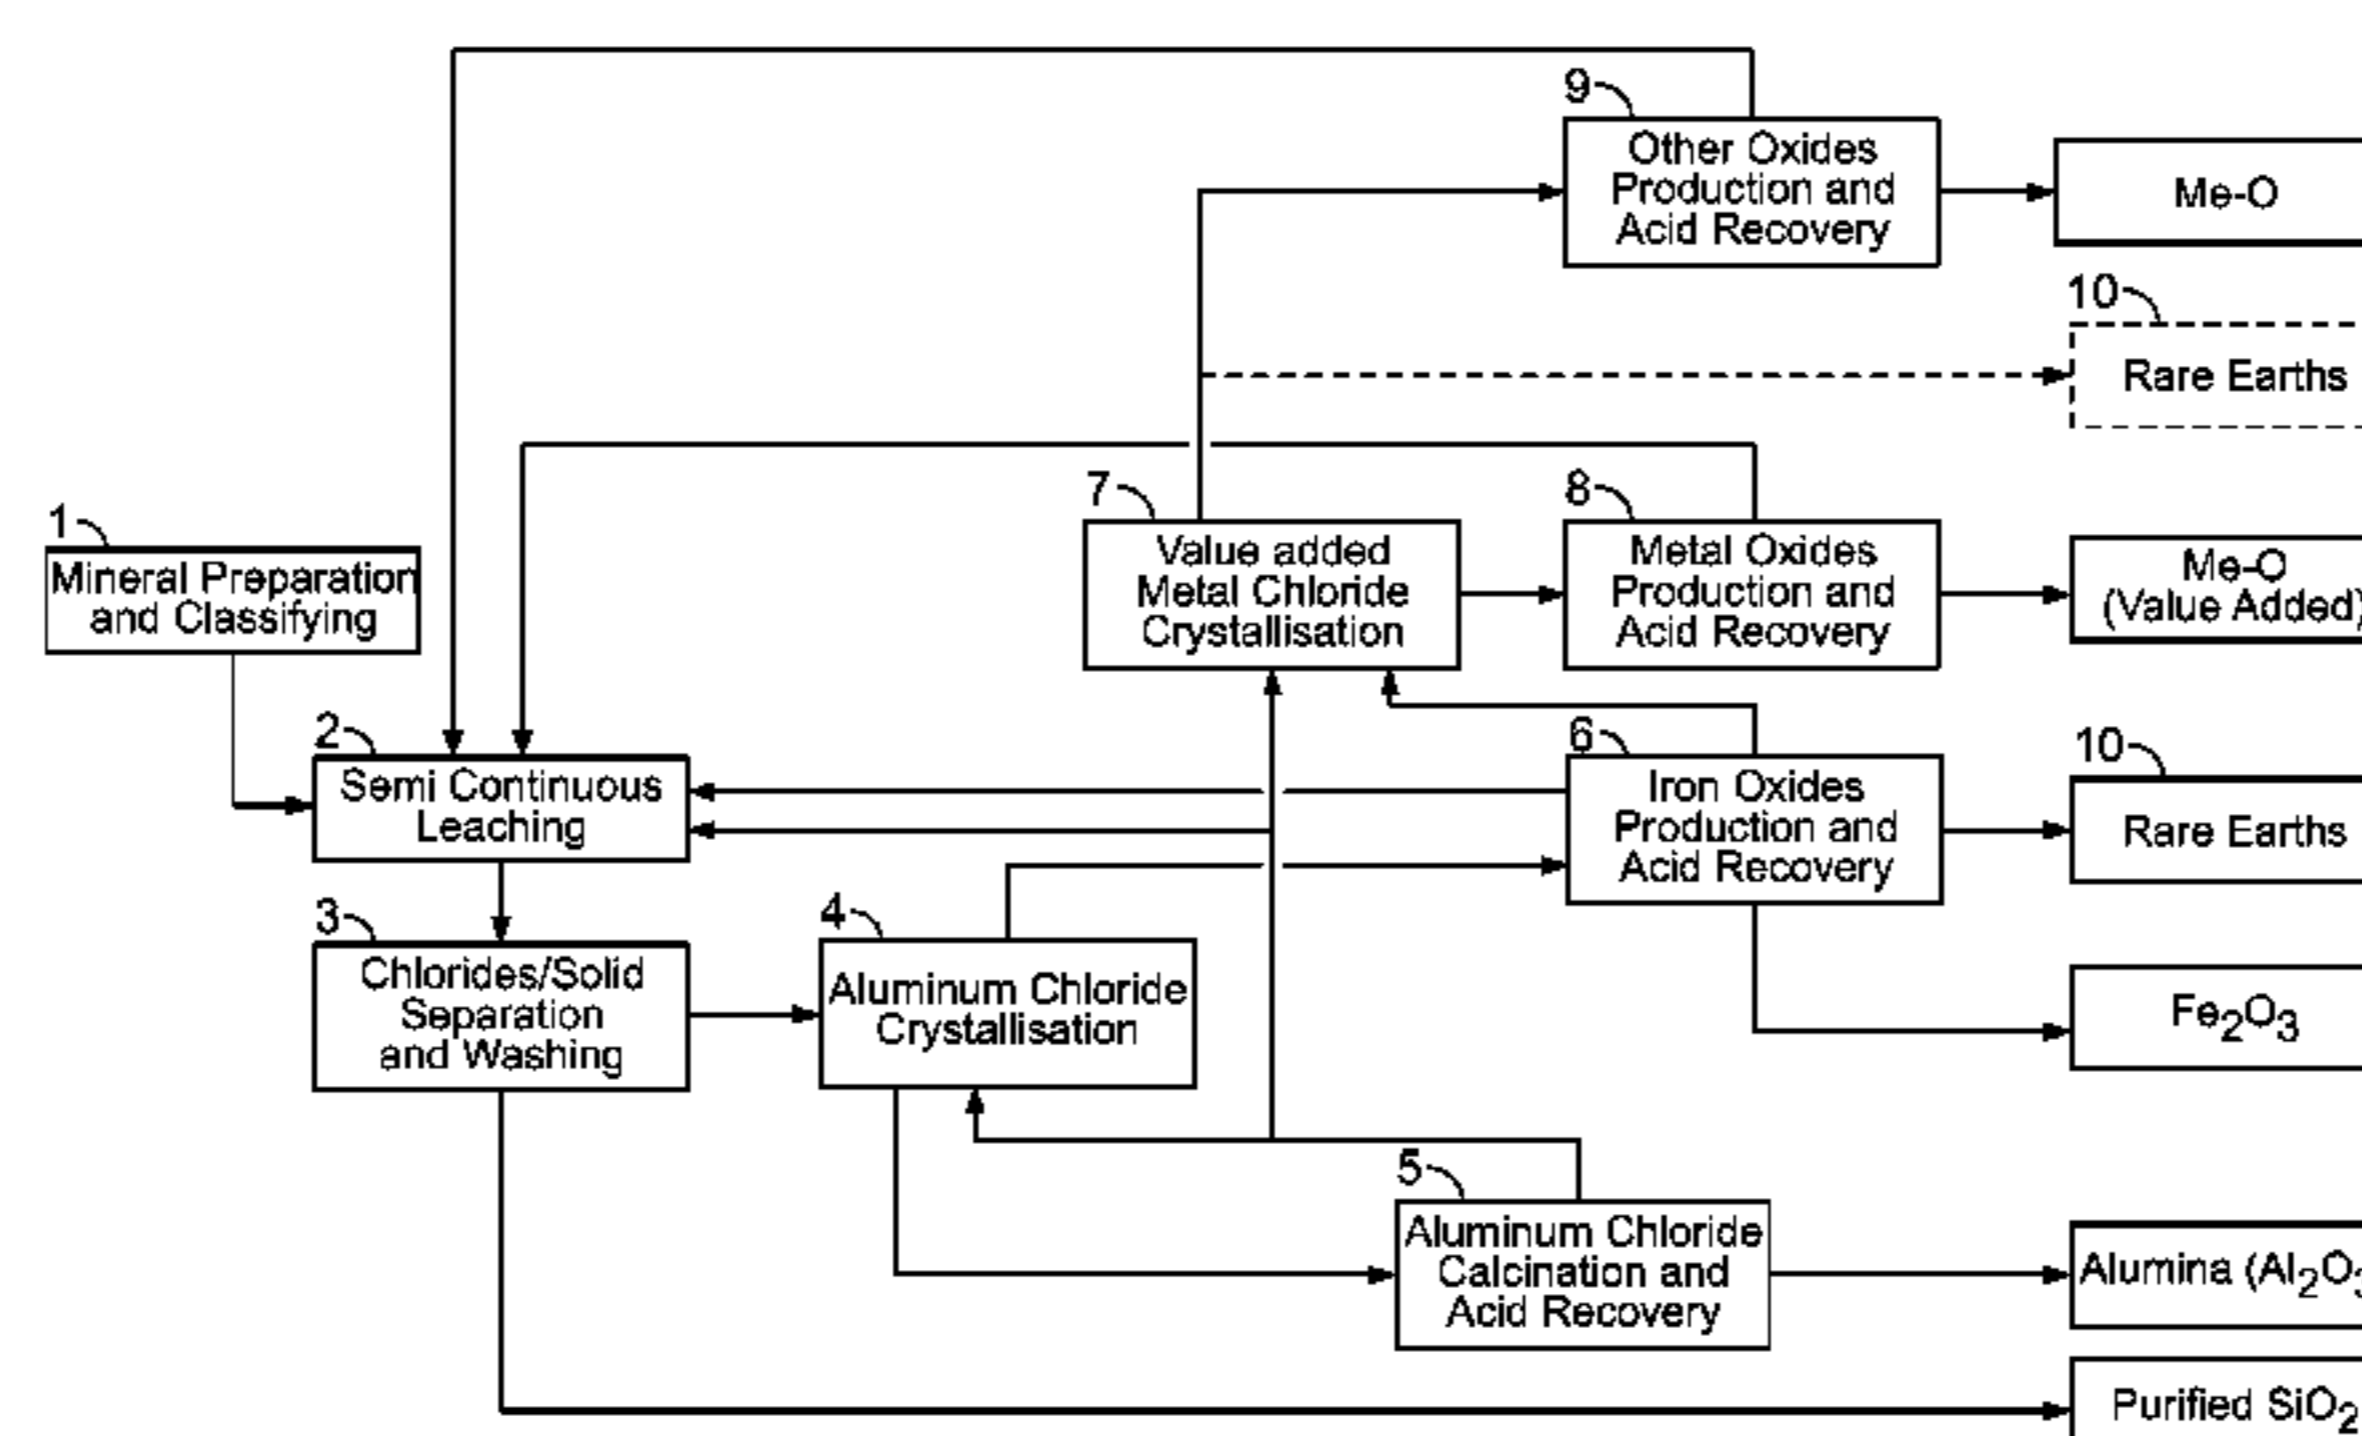 9
Other Oxides
Production and
Acid Recovery
Me-O
10
Rare Earths
7
Value added
Metal Chloride
Crystallisation
8
Metal Oxides
Production and
Acid Recovery
Me-O
(Value Added)
1
Mineral Preparation
and Classifying
2
Semi Continuous
Leaching
6
Iron Oxides
Production and
Acid Recovery
10
Rare Earths
3
Chlorides/Solid
Separation
and Washing
4
Aluminum Chloride
Crystallisation
Fe2O3
5
Aluminum Chloride
Calcination and
Acid Recovery
Alumina (Al2O3
Purified SiO2